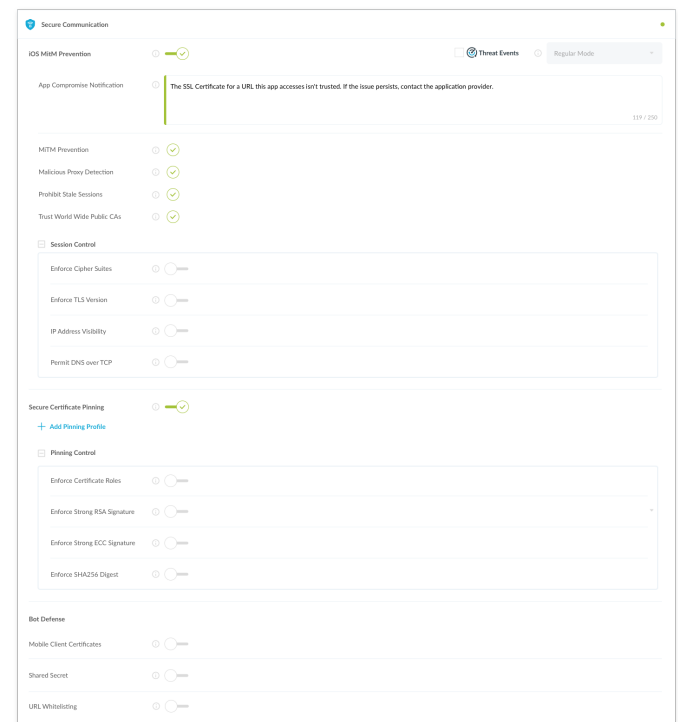 Secure Communication
iOS MitM Prevention
Threat Events
Regular Mode
App Compromise Notification
The SSL Certificate for a URL this app accesses isn't trusted. If the issue persists, contact the application provider.
119 / 250
MiTM Prevention
Malicious Proxy Detection
Prohibit Stale Sessions
Trust World Wide Public CAs
Session Control
Enforce Cipher Suites
Enforce TLS Version
IP Address Visibility
Permit DNS over TCP
Secure Certificate Pinning
Add Pinning Profile
Pinning Control
Enforce Certificate Roles
Enforce Strong RSA Signature
Enforce Strong ECC Signature
Enforce SHA256 Digest
Bot Defense
Mobile Client Certificates
Shared Secret
URL Whitelisting